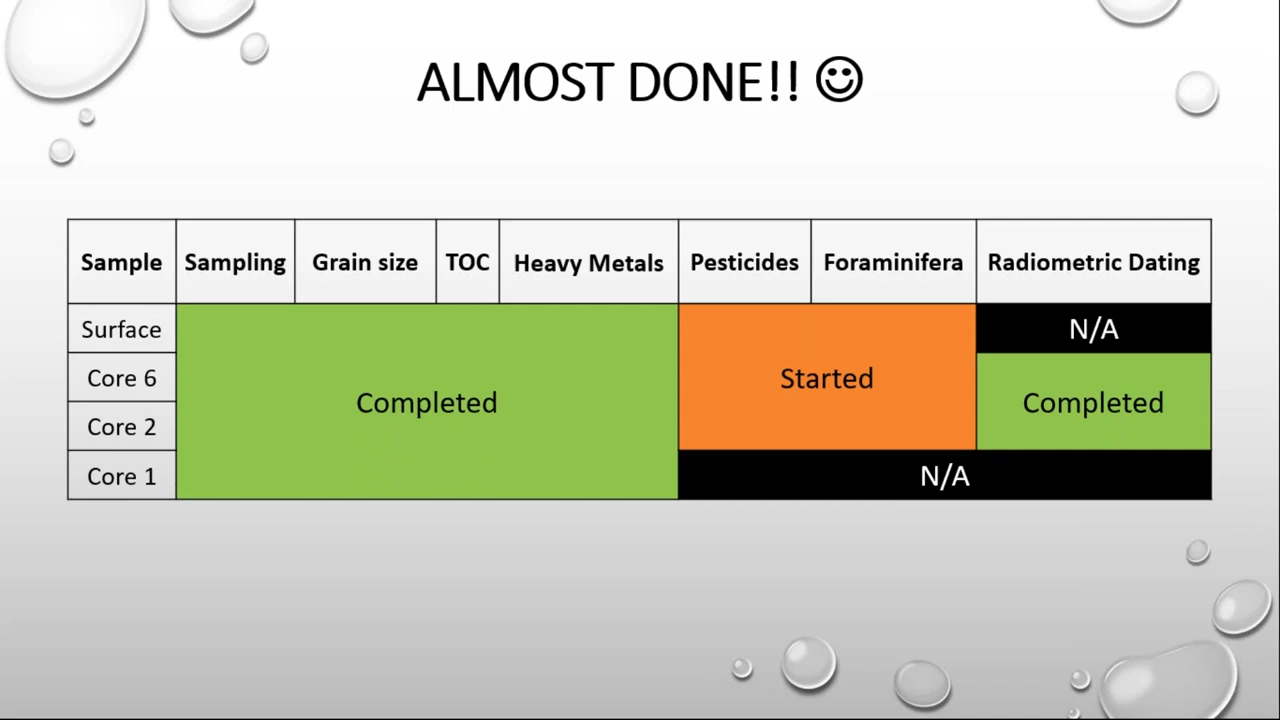 ALMOST DONE!! ☺
Sample Sampling Grain size TOC Heavy Metals Pesticides Foraminifera Radiometric Dating
Surface N/A
Core 6 Started
Completed Completed
Core 2
Core 1 N/A